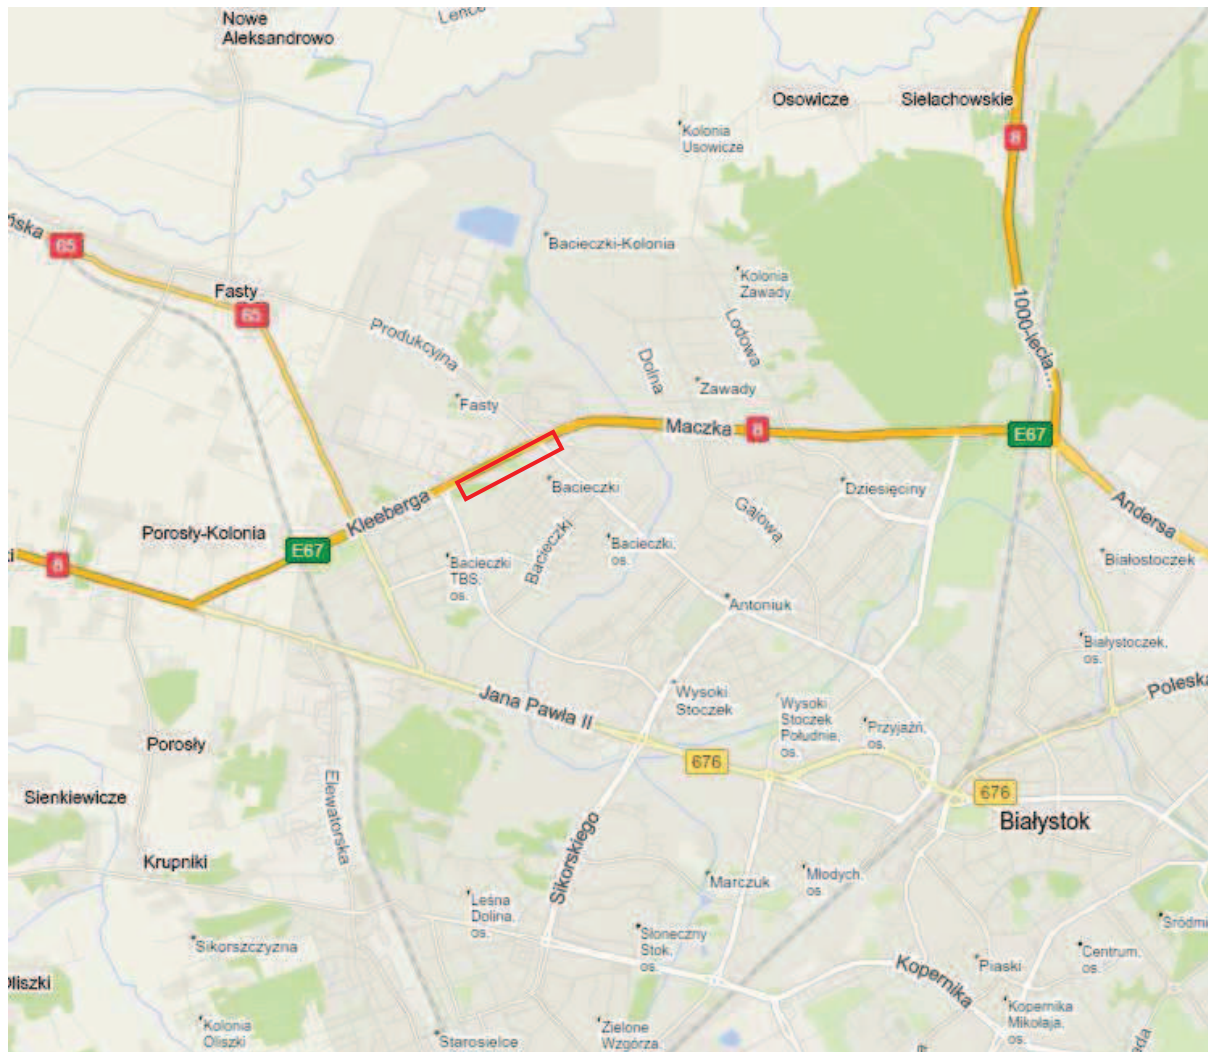 Nowe
Aleksandrowo
Osowicze
Sielachowskie
Kolonia
Usowicze
8
65
Bacieczki-Kolonia
Kolonia
Zawady
Fasty
65
Produkcyjna
Lodowa
Dolna
1000-lecia...
Zawady
Fasty
Maczka
8
E67
Bacieczki
Dziesięciny
Kleeberga
Gajowa
Andersa
Porosły-Kolonia
E67
Bacieczki
Bacieczki,
os.
8
Bacieczki
TBS,
os.
Białostoczek
Antoniuk
Białystoczek,
os.
Wysoki
Stoczek
Jana Pawła II
Wysoki
Stoczek
Południe,
os.
Przyjaźń,
os.
Poleska
Porosły
676
676
Sienkiewicze
Elewatorska
Białystok
Krupniki
Sikorskiego
Marczuk
Młodych,
os.
Leśna
Dolina,
os.
Słoneczny
Stok,
os.
Sikorszczyzna
Centrum,
os.
Piaski
Kopernika
Kopernika
Mikołaja,
os.
Kolonia
Oliszki
Starosielce
Zielone
Wzgórza,